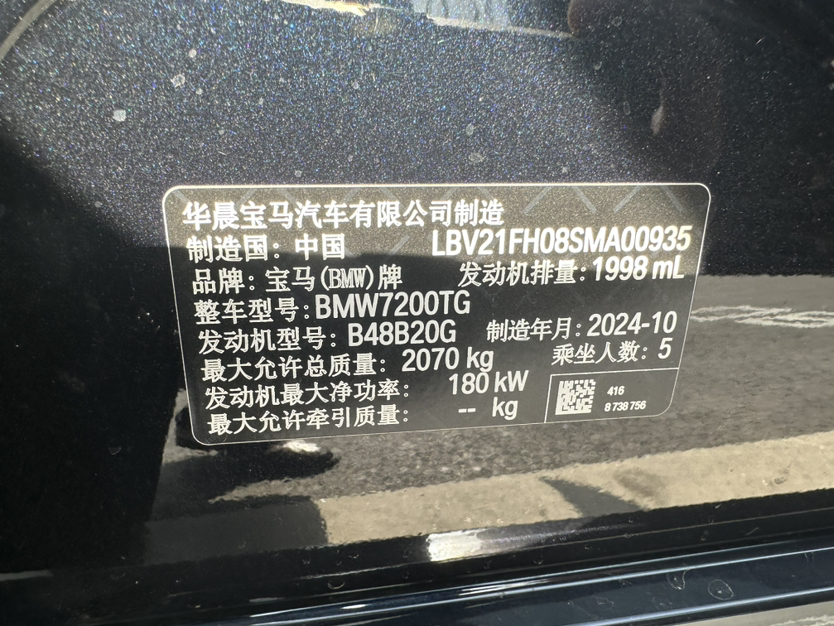 华晨宝马汽车有限公司制造
制造国：中国 LBV21FH08SMA00935
品牌：宝马(BMW)牌 发动机排量：1998 mL
整车型号：BMW7200TG
发动机型号：B48B20G 制造年月：2024-10
最大允许总质量：2070 kg 乘坐人数：5
发动机最大净功率：180 kW
最大允许牵引质量：-- kg
416
8 738 756